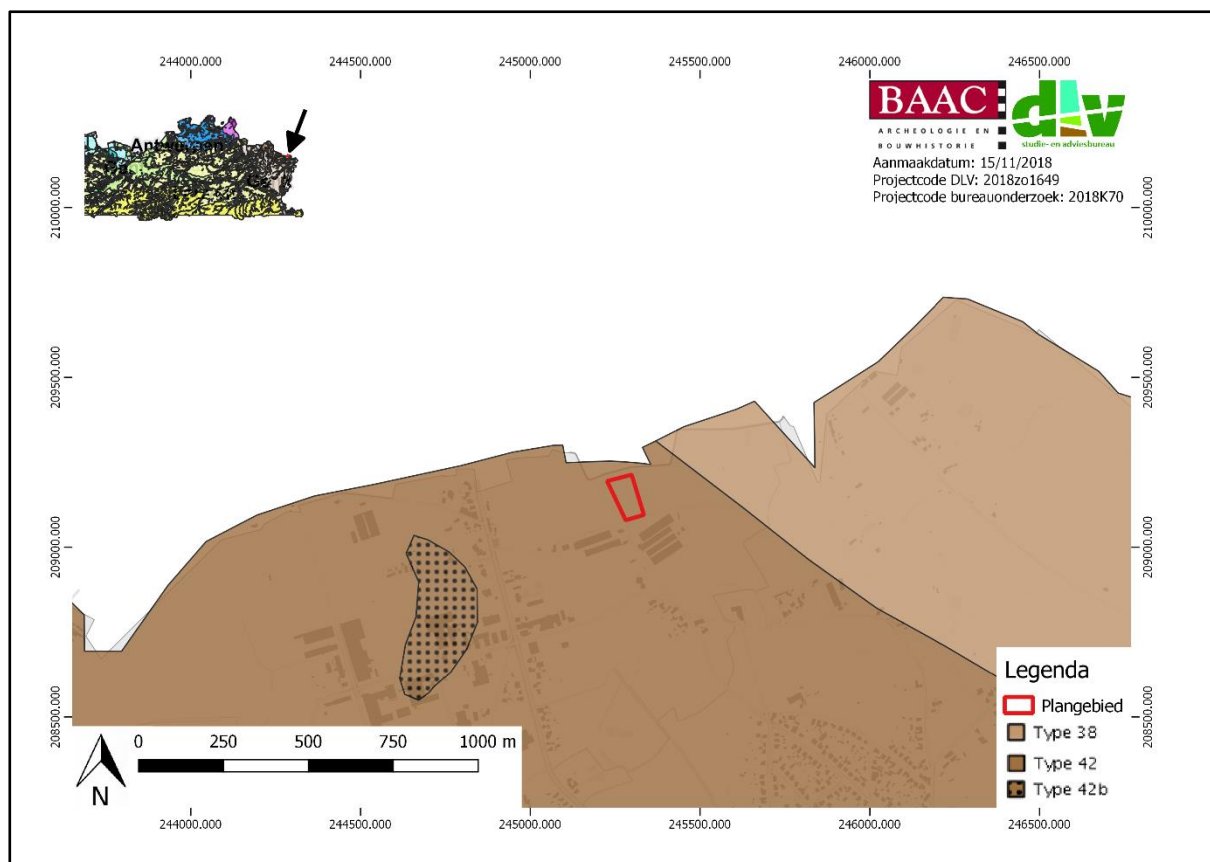 244000.000 244500.000 245000.000 245500.000 246000.000 246500.000
BAAC
ARCHEOLOGIE EN
BOUWHISTORIE
dlv
studie- en adviesbureau
Aanmaakdatum: 15/11/2018
Projectcode DLV: 2018zo1649
Projectcode bureauonderzoek: 2018K70
210000.000 210000.000
209500.000 209500.000
209000.000 209000.000
208500.000 208500.000
Legenda
Plangebied
Type 38
Type 42
Type 42b
0 250 500 750 1000 m
N
244000.000 244500.000 245000.000 245500.000 246000.000 246500.000